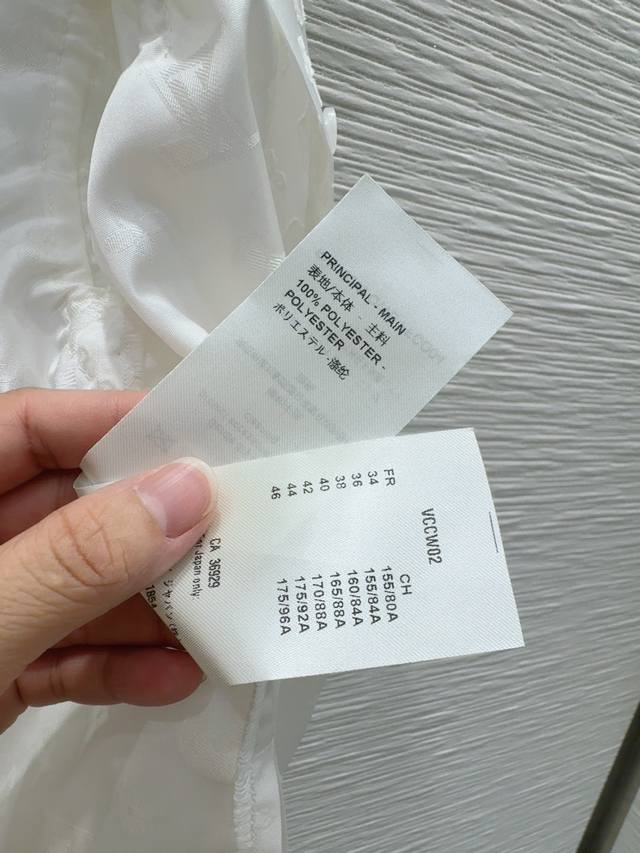 PRINCIPAL - MAIN
表地/本体 - 主料
100% POLYESTER -
POLYESTER
ポリエステル -涤纶
VCCW02
FR CH
34 155/80A
36 155/84A
38 160/84A
40 165/88A
42 170/88A
44 175/92A
46 175/96A
CA 36929
Japan only: